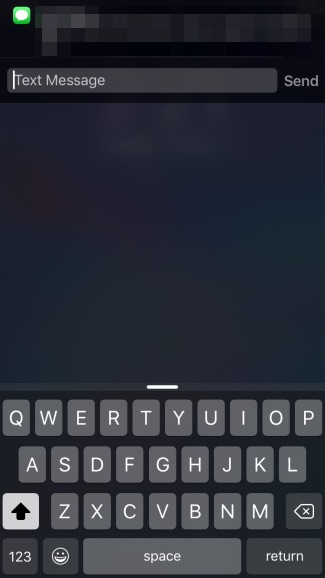 Text Message Send
Q W E R T Y U I O P
A S D F G H J K L
Z X C V B N M
123 space return